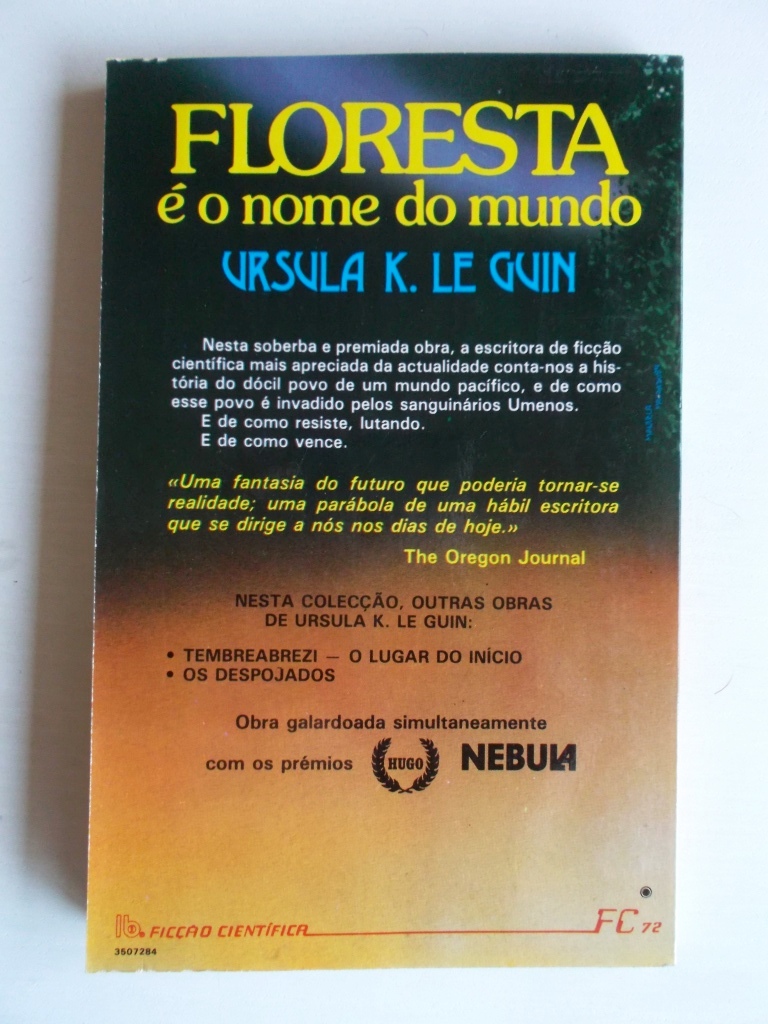 FLORESTA
é o nome do mundo
URSULA K. LE GUIN
Nesta soberba e premiada obra, a escritora de ficção
científica mais apreciada da actualidade conta-nos a his-
tória do dócil povo de um mundo pacífico, e de como
esse povo é invadido pelos sanguinários Umenos.
E de como resiste, lutando.
E de como vence.
«Uma fantasia do futuro que poderia tornar-se
realidade; uma parábola de uma hábil escritora
que se dirige a nós nos dias de hoje.»
The Oregon Journal
NESTA COLECÇÃO, OUTRAS OBRAS
DE URSULA K. LE GUIN:
• TEMBREABREZI — O LUGAR DO INÍCIO
• OS DESPOJADOS
Obra galardoada simultaneamente
com os prémios HUGO NEBULA
FICÇÃO CIENTÍFICA FC 72
3507284